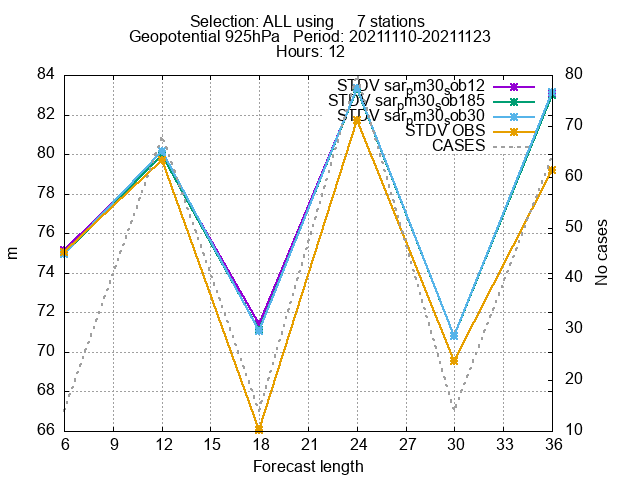 Selection: ALL using 7 stations
Geopotential 925hPa Period: 20211110-20211123
Hours: 12
STDV sar_pm30_sob12
STDV sar_pm30_sob185
STDV sar_pm30_sob30
STDV OBS
CASES
84
82
80
78
76
74
72
70
68
66
m
80
70
60
50
40
30
20
10
No cases
6 9 12 15 18 21 24 27 30 33 36
Forecast length